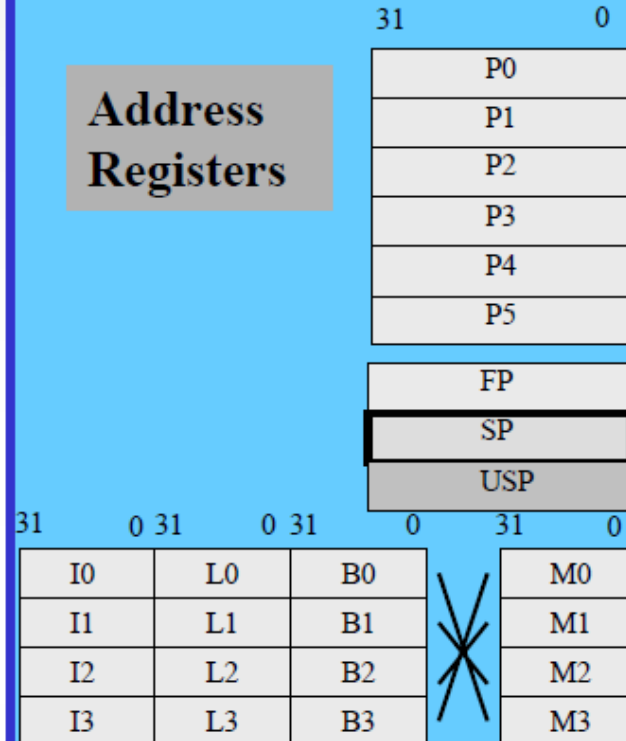 31 0
Address
Registers
P0
P1
P2
P3
P4
P5
FP
SP
USP
31 0 31 0 31 0 31 0
I0 L0 B0 M0
I1 L1 B1 M1
I2 L2 B2 M2
I3 L3 B3 M3